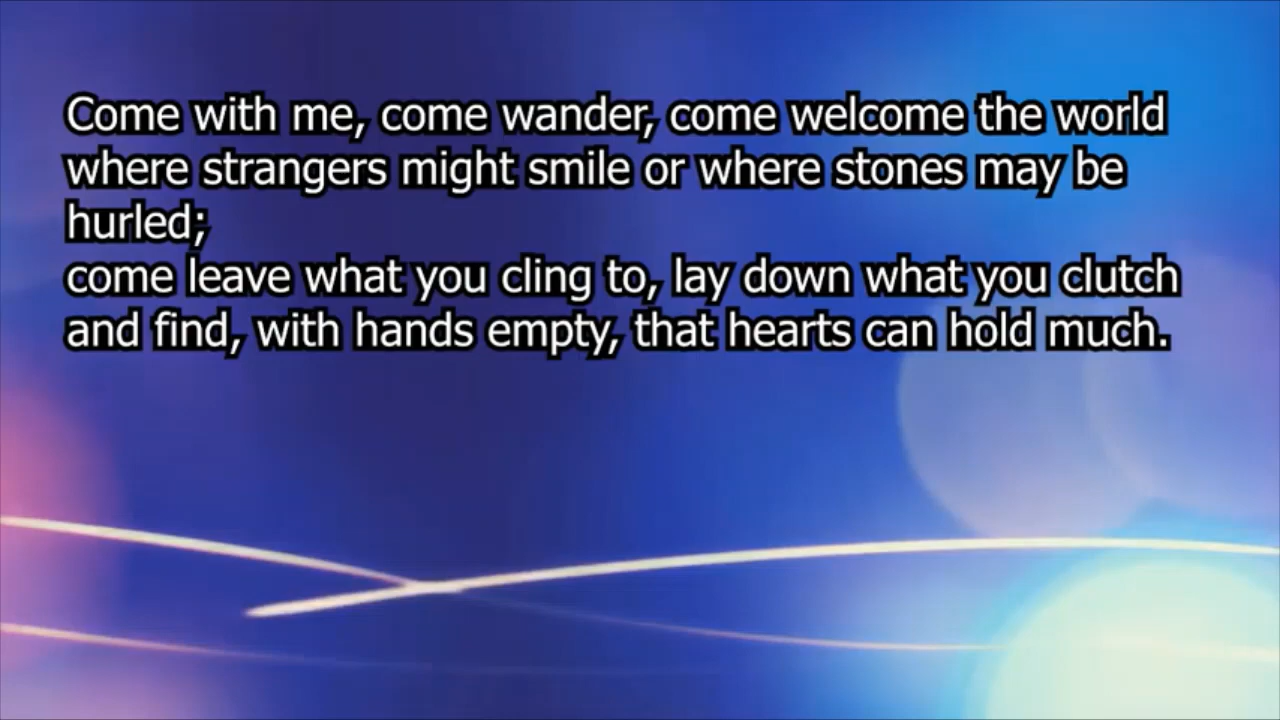 Come with me, come wander, come welcome the world
where strangers might smile or where stones may be
hurled;
come leave what you cling to, lay down what you clutch
and find, with hands empty, that hearts can hold much.